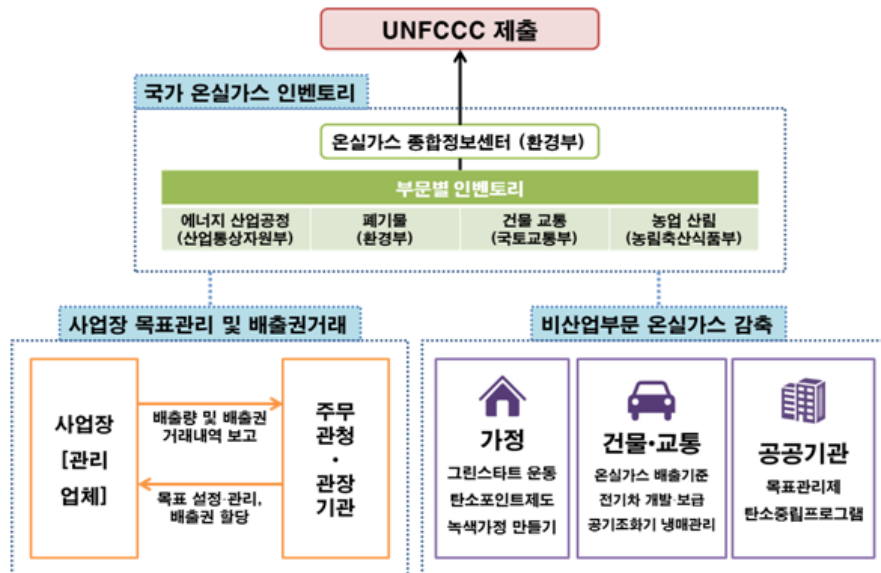 UNFCCC 제출
국가 온실가스 인벤토리
온실가스 종합정보센터 (환경부)
부문별 인벤토리
에너지 산업공정
(산업통상자원부)
폐기물
(환경부)
건물 교통
(국토교통부)
농업 산림
(농림축산식품부)
사업장 목표관리 및 배출권거래
사업장
[관리
업체]
배출량 및 배출권
거래내역 보고
목표 설정·관리,
배출권 할당
주무
관청
·
관장
기관
비산업부문 온실가스 감축
가정
그린스타트 운동
탄소포인트제도
녹색가정 만들기
건물·교통
온실가스 배출기준
전기차 개발·보급
공기조화기 냉매관리
공공기관
목표관리제
탄소중립프로그램